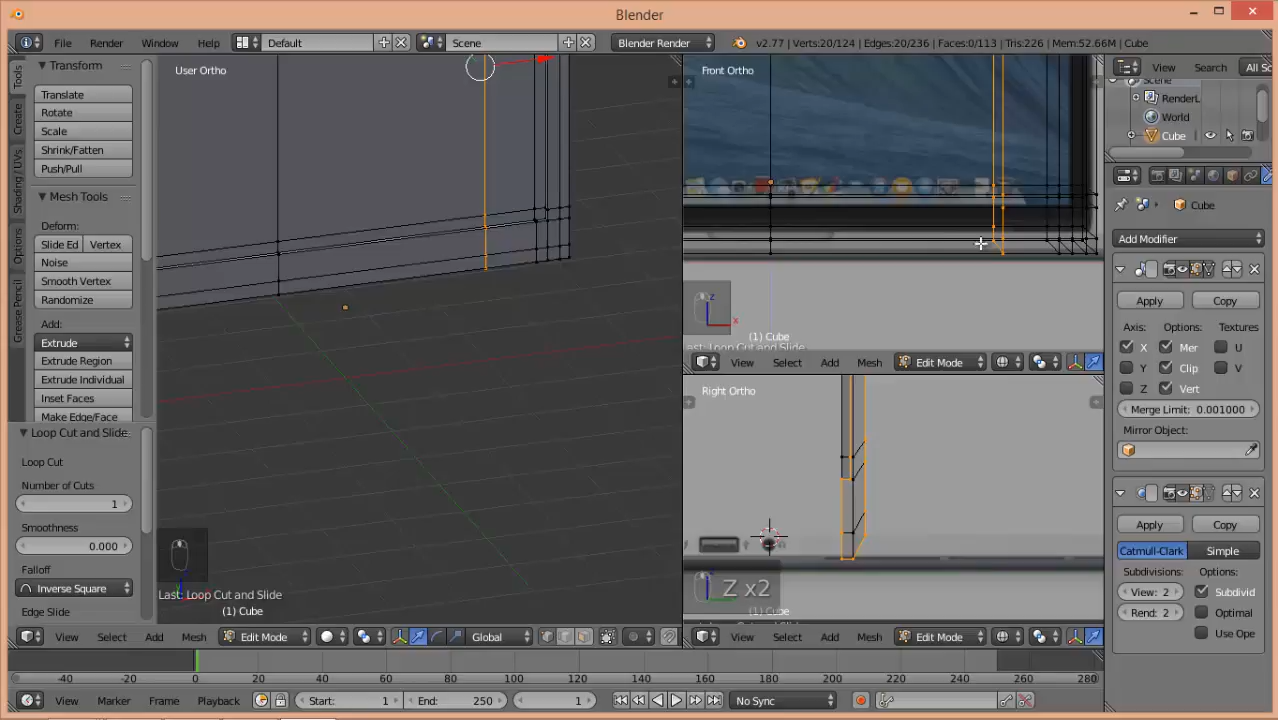 Blender
File Render Window Help Default Scene Blender Render v2.77 | Verts:20/124 | Edges:20/236 | Faces:0/113 | Tris:226 | Mem:52.66M | Cube
Tools
Create
Shading / UVs
Options
Grease Pencil
Transform
Translate
Rotate
Scale
Shrink/Fatten
Push/Pull
Mesh Tools
Deform:
Slide Ed Vertex
Noise
Smooth Vertex
Randomize
Add:
Extrude
Extrude Region
Extrude Individual
Inset Faces
Make Edge/Face
Loop Cut and Slide
Loop Cut
Number of Cuts
1
Smoothness
0.000
Falloff
Inverse Square
Edge Slide
User Ortho
Last: Loop Cut and Slide
(1) Cube
View Select Add Mesh Edit Mode Global
Front Ortho
z
x
(1) Cube
ast: Loop Cut and Slide
View Select Add Mesh Edit Mode
Right Ortho
Z x2
(1) Cube
View Select Add Mesh Edit Mode
View Search All Sc
Scene
RenderL
World
Cube
Cube
Add Modifier
Apply Copy
Axis: Options: Textures
X Mer U
Y Clip V
Z Vert
Merge Limit: 0.001000
Mirror Object:
Apply Copy
Catmull-Clark Simple
Subdivisions: Options:
View: 2 Subdivid
Rend: 2 Optimal
Use Ope
-40 -20 0 20 40 60 80 100 120 140 160 180 200 220 240 260 280
View Marker Frame Playback Start: 1 End: 250 1 No Sync